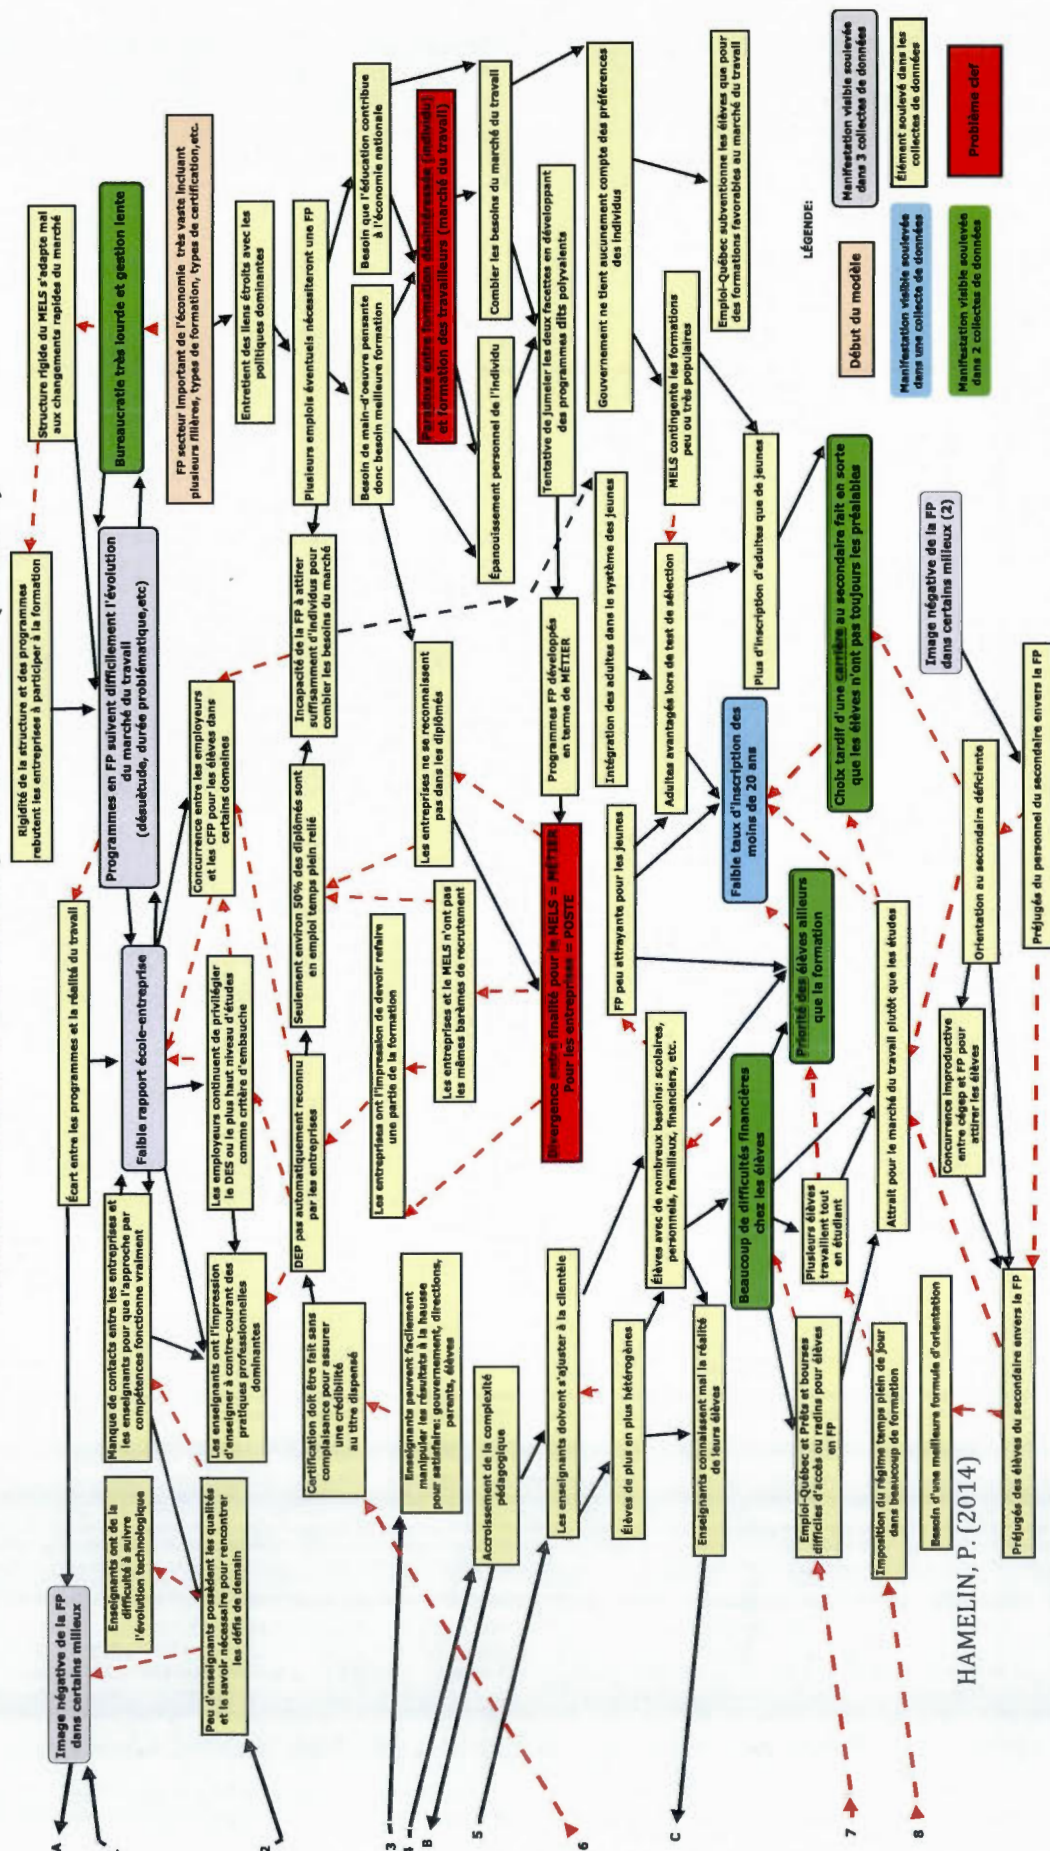 Structure rigide du MELS s'adapte mal
aux changements rapides du marché
Bureaucratie très lourde et gestion lente
FP secteur important de l'économie très vaste incluant
plusieurs filières, types de formation, types de certification,etc.
Entretient des liens étroits avec les
politiques dominantes
Plusieurs emplois éventuels nécessiteront une FP
Besoin que l'éducation contribue
à l'économie nationale
Besoin de main-d'oeuvre pensante
donc besoin meilleure formation
Paradoxe entre formation désintéressée (individu)
et formation des travailleurs (marché du travail)
Combler les besoins du marché du travail
Épanouissement personnel de l'individu
Tentative de jumeler les deux facettes en développant
des programmes dits polyvalents
Gouvernement ne tient aucunement compte des préférences
des individus
MELS contingente les formations
peu ou très populaires
Emploi-Québec subventionne les élèves que pour
des formations favorables au marché du travail
Rigidité de la structure et des programmes
rebutent les entreprises à participer à la formation
Programmes en FP suivent difficilement l'évolution
du marché du travail
(désuètude, durée problématique,etc)
Concurrence entre les employeurs
et les CFP pour les élèves dans
certains domaines
Incapacité de la FP à attirer
suffisamment d'individus pour
combler les besoins du marché
Les entreprises ne se reconnaissent
pas dans les diplômés
Programmes FP développés
en terme de MÉTIER
Intégration des adultes dans le système des jeunes
Adultes avantagés lors de test de sélection
Plus d'inscription d'adultes que de jeunes
Faible taux d'inscription des
moins de 20 ans
Choix tardif d'une carrière au secondaire fait en sorte
que les élèves n'ont pas toujours les préalables
Image négative de la FP
dans certains milieux (2)
Écart entre les programmes et la réalité du travail
Faible rapport école-entreprise
Les employeurs continuent de privilégier
le DES ou le plus haut niveau d'études
comme critère d'embauche
Seulement environ 50% des diplômés sont
en emploi temps plein relié
DEP pas automatiquement reconnu
par les entreprises
Les entreprises ont l'impression de devoir refaire
une partie de la formation
Les entreprises et le MELS n'ont pas
les mêmes barèmes de recrutement
Divergence entre finalité pour le MELS = MÉTIER
Pour les entreprises = POSTE
FP peu attrayante pour les jeunes
Élèves avec de nombreux besoins: scolaires,
personnels, familiaux, financiers, etc.
Beaucoup de difficultés financières
chez les élèves
Priorité des élèves ailleurs
que la formation
Plusieurs élèves
travaillent tout
en étudiant
Attrait pour le marché du travail plutôt que les études
Concurrence improductive
entre cégep et FP pour
attirer les élèves
Orientation au secondaire déficiente
Préjugés du personnel du secondaire envers la FP
Manque de contacts entre les entreprises et
les enseignants pour que l'approche par
compétences fonctionne vraiment
Les enseignants ont l'impression
d'enseigner à contre-courant des
pratiques professionnelles
dominantes
Certification doit être fait sans
complaisance pour assurer
une crédibilité
au titre dispensé
Enseignants peuvent facilement
manipuler les résultats à la hausse
pour satisfaire: gouvernement, directions,
parents, élèves
Accroissement de la complexité
pédagogique
Les enseignants doivent s'ajuster à la clientèle
Élèves de plus en plus hétérogènes
Enseignants connaissent mal la réalité
de leurs élèves
Emploi-Québec et Prêts et bourses
difficiles d'accès ou radins pour élèves
en FP
Imposition du régime temps plein de jour
dans beaucoup de formation
Besoin d'une meilleure formule d'orientation
Préjugés des élèves du secondaire envers la FP
Image négative de la FP
dans certains milieux
Enseignants ont de la
difficulté à suivre
l'évolution technologique
Peu d'enseignants possèdent les qualités
et le savoir nécessaire pour rencontrer
les défis de demain
A
2
3
4
B
5
6
C
7
8
LÉGENDE:
Début du modèle
Manifestation visible soulevée
dans 3 collectes de données
Manifestation visible soulevée
dans une collecte de données
Élément soulevé dans les
collectes de données
Manifestation visible soulevée
dans 2 collectes de données
Problème clef
HAMELIN, P. (2014)